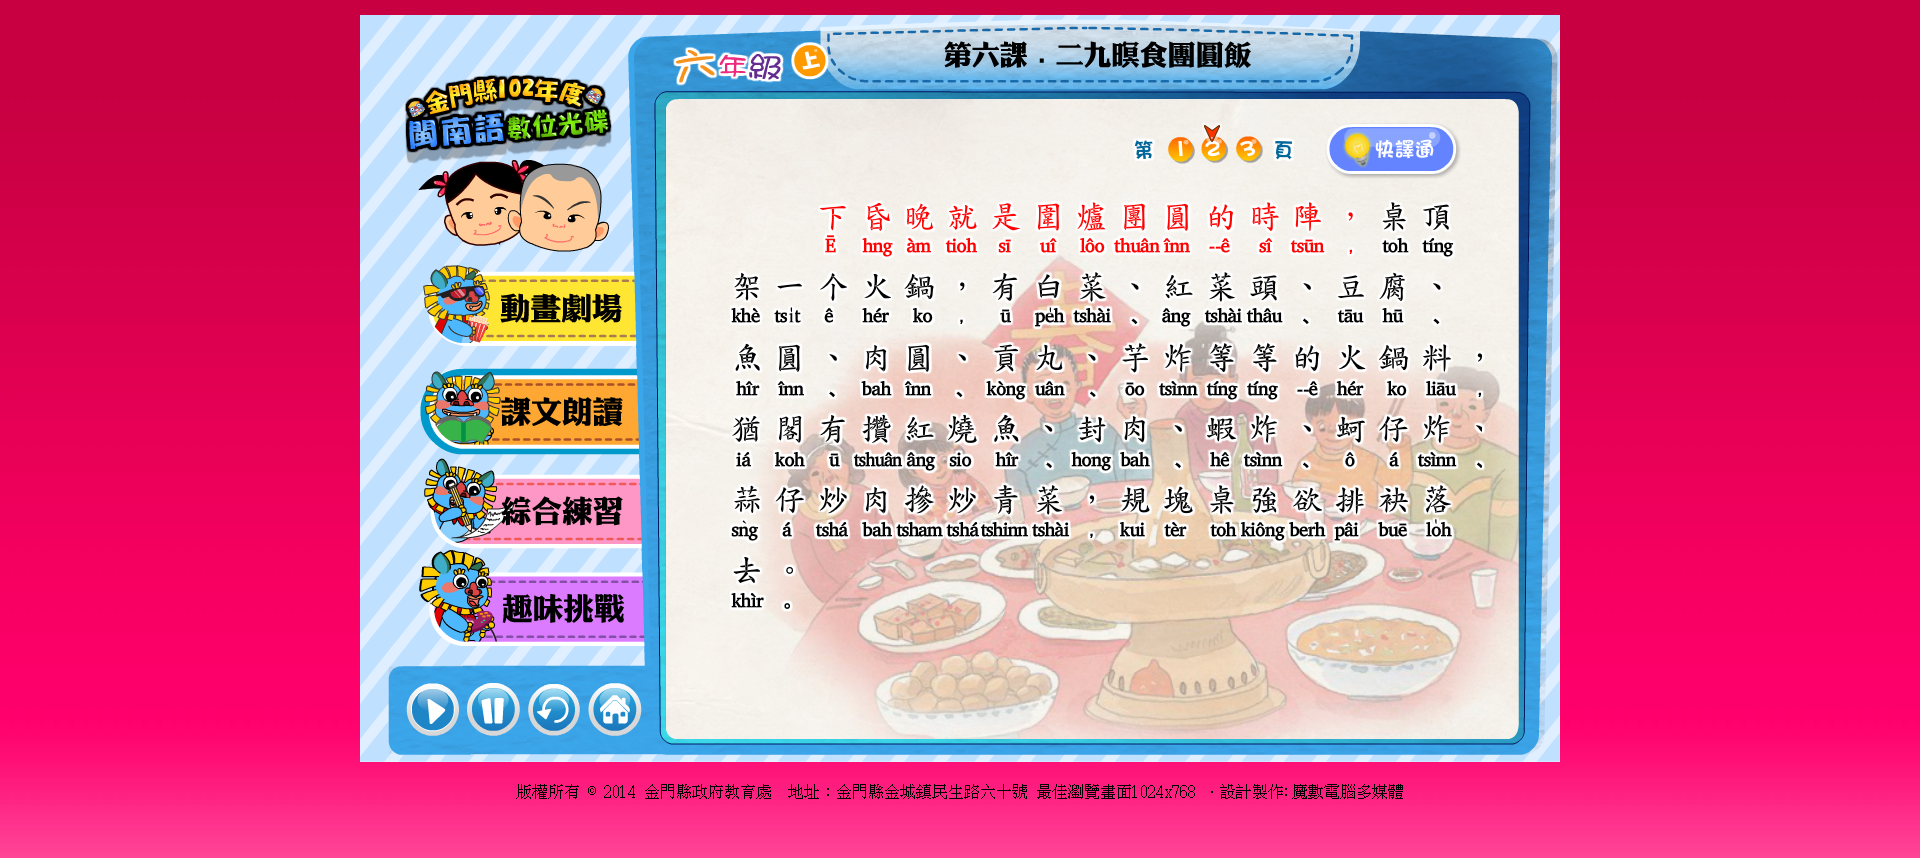 六年級 上
第六課．二九暝食團圓飯
金門縣102年度
閩南語數位光碟
第 1 2 3 頁
快譯通
動畫劇場
課文朗讀
綜合練習
趣味挑戰
下昏晚就是圍爐團圓的時陣，桌頂
Ē hng àm tioh sī uî lôo thuân înn --ê sî tsūn , toh tíng
架一个火鍋，有白菜、紅菜頭、豆腐、
khè tsi̍t ê hér ko , ū pe̍h tshài 、 âng tshài thâu 、 tāu hū 、
魚圓、肉圓、貢丸、芋炸等等的火鍋料，
hîr înn 、 bah înn 、 kòng uân 、 ōo tsìnn tíng tíng --ê hér ko liāu ,
猶閣有攢紅燒魚、封肉、蝦炸、蚵仔炸、
iá koh ū tshuân âng sio hîr 、 hong bah 、 hê tsìnn 、 ô á tsìnn 、
蒜仔炒肉摻炒青菜，規塊桌強欲排袂落
sǹg á tshá bah tsham tshá tshinn tshài , kui tèr toh kiông berh pâi buē lo̍h
去。
khìr 。
版權所有 © 2014 金門縣政府教育處 地址：金門縣金城鎮民生路六十號 最佳瀏覽畫面1024x768 ．設計製作:魔數電腦多媒體